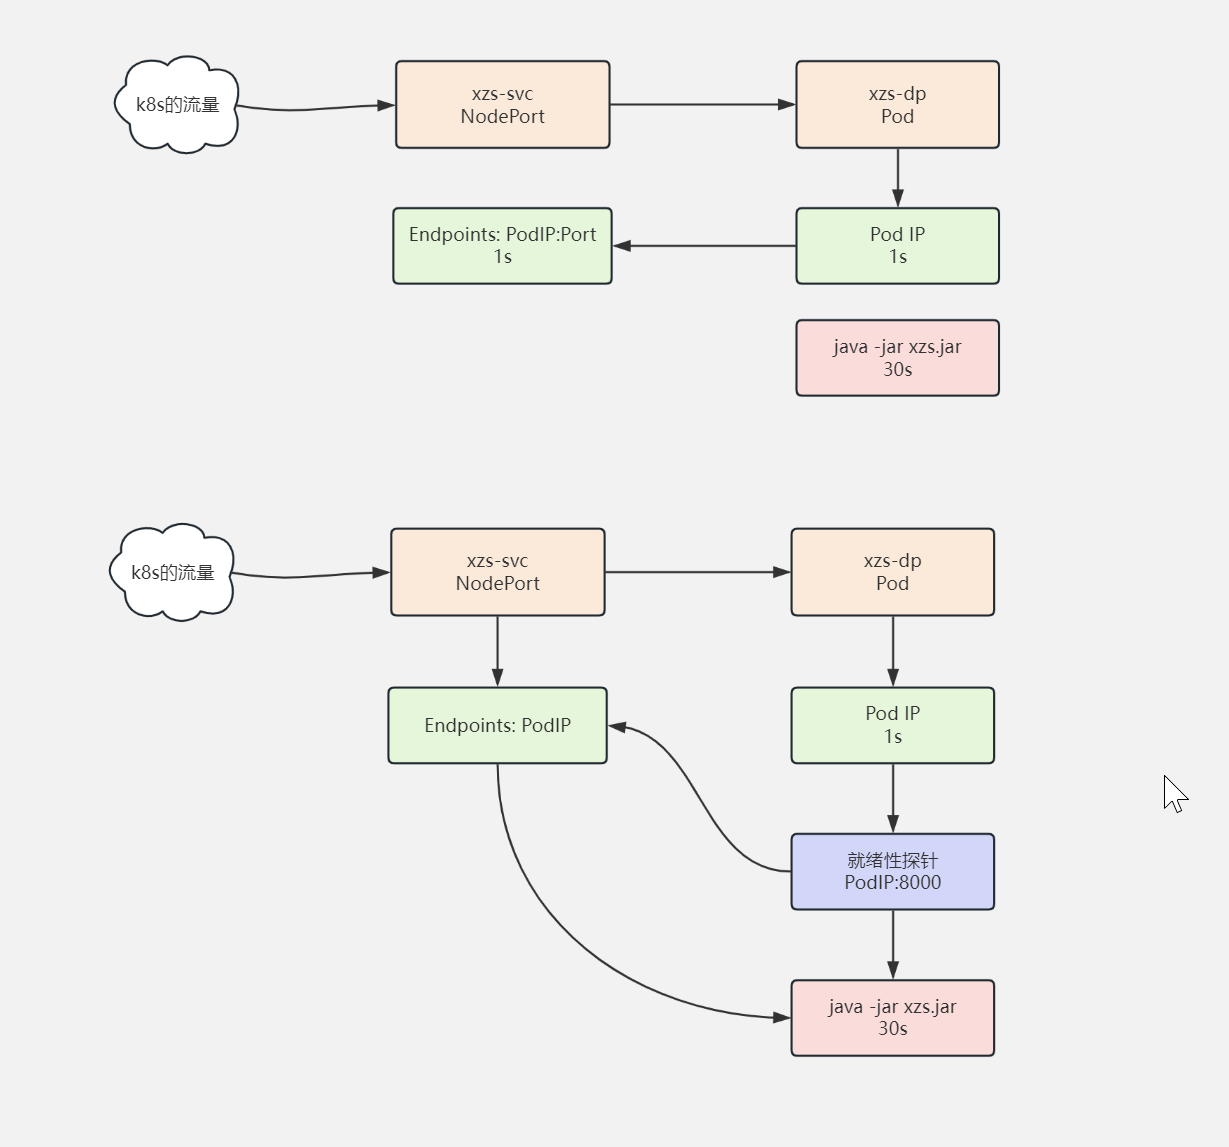 k8s的流量
xzs-svc
NodePort
xzs-dp
Pod
Endpoints: PodIP:Port
1s
Pod IP
1s
java -jar xzs.jar
30s
k8s的流量
xzs-svc
NodePort
xzs-dp
Pod
Endpoints: PodIP
Pod IP
1s
就绪性探针
PodIP:8000
java -jar xzs.jar
30s